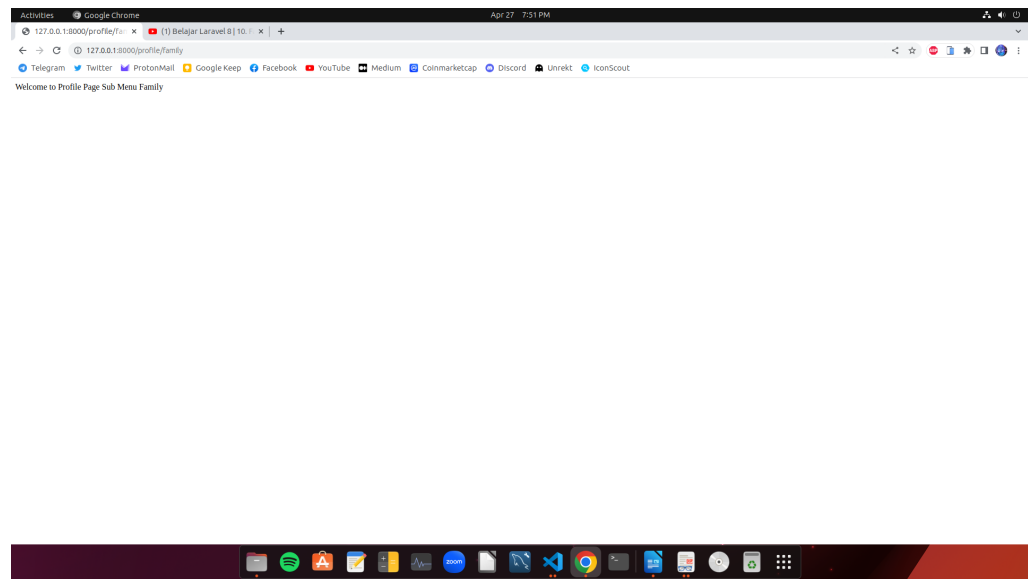 Activities Google Chrome Apr 27 7:51 PM
127.0.0.1:8000/profile/fa (1) Belajar Laravel 8 | 10.
127.0.0.1:8000/profile/family
Telegram Twitter ProtonMail Google Keep Facebook YouTube Medium Coinmarketcap Discord Unrekt IconScout
Welcome to Profile Page Sub Menu Family
zoom